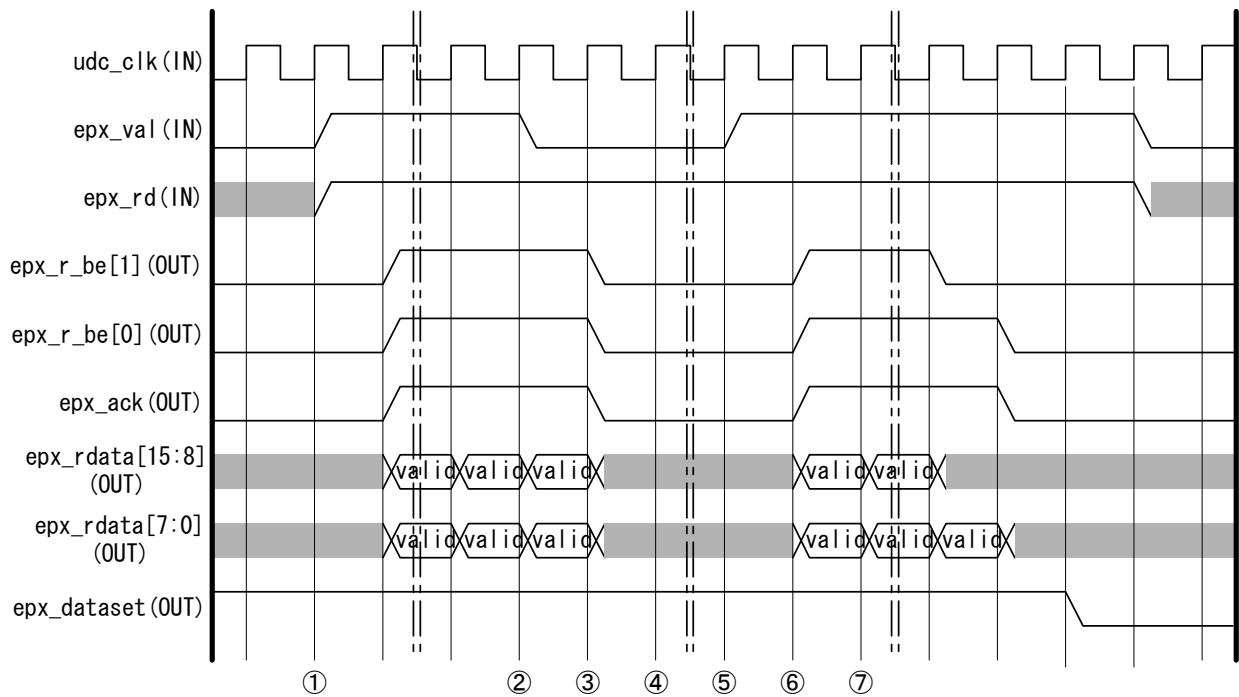 udc_clk(IN)
epx_val(IN)
epx_rd(IN)
epx_r_be[1](OUT)
epx_r_be[0](OUT)
epx_ack(OUT)
epx_rdata[15:8]
(OUT)
valid valid valid valid valid
epx_rdata[7:0]
(OUT)
valid valid valid valid valid valid
epx_dataset(OUT)
① ② ③ ④ ⑤ ⑥ ⑦